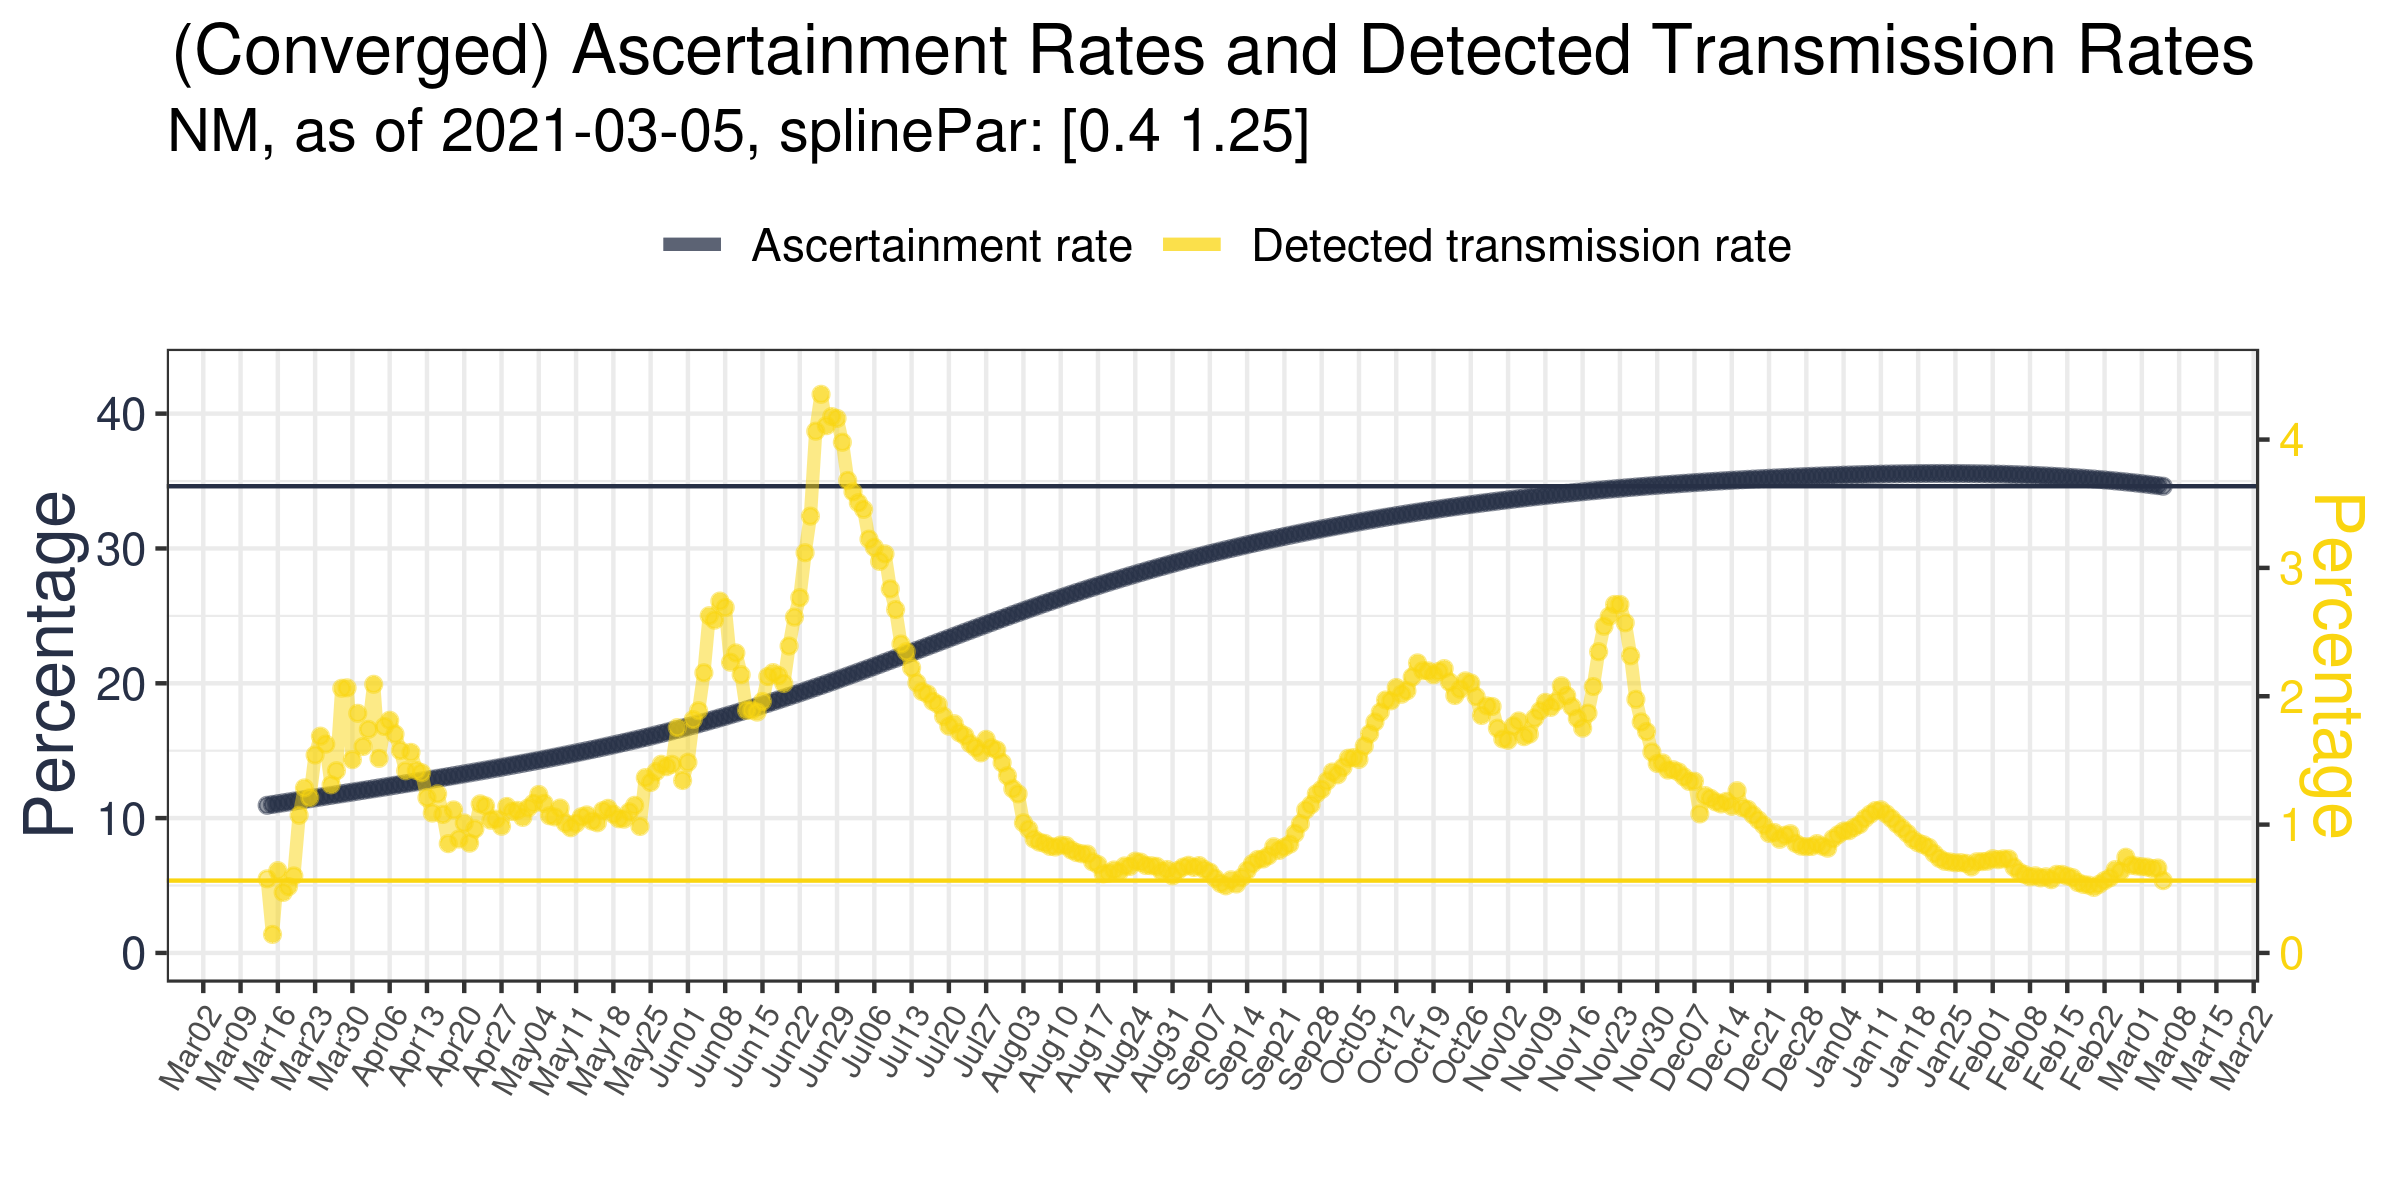 (Converged) Ascertainment Rates and Detected Transmission Rates
NM, as of 2021-03-05, splinePar: [0.4 1.25]
Ascertainment rate Detected transmission rate
Percentage
40
30
20
10
0
4
3
2
1
0
Percentage
Mar02 Mar09 Mar16 Mar23 Mar30 Apr06 Apr13 Apr20 Apr27 May04 May11 May18 May25 Jun01 Jun08 Jun15 Jun22 Jun29 Jul06 Jul13 Jul20 Jul27 Aug03 Aug10 Aug17 Aug24 Aug31 Sep07 Sep14 Sep21 Sep28 Oct05 Oct12 Oct19 Oct26 Nov02 Nov09 Nov16 Nov23 Nov30 Dec07 Dec14 Dec21 Dec28 Jan04 Jan11 Jan18 Jan25 Feb01 Feb08 Feb15 Feb22 Mar01 Mar08 Mar15 Mar22